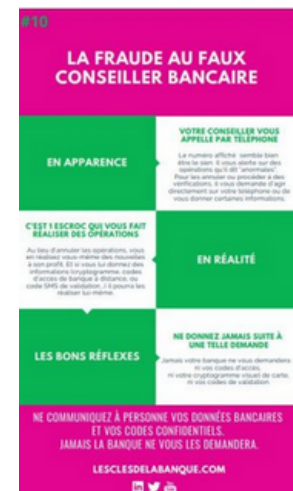 #10
LA FRAUDE AU FAUX
CONSEILLER BANCAIRE
EN APPARENCE
VOTRE CONSEILLER VOUS
APPELLE PAR TÉLÉPHONE
Le numéro affiché semble bien
être le sien. Il vous alerte sur des
opérations qu'il dit "anormales".
Pour les annuler ou procéder à des
vérifications, il vous demande d'agir
directement sur votre téléphone ou de
vous donner certaines informations.
C'EST 1 ESCROC QUI VOUS FAIT
RÉALISER DES OPÉRATIONS
Au lieu d'annuler les opérations, vous
en réalisez vous-même des nouvelles
à son profit. Et si vous lui donnez des
informations (cryptogramme, codes
d'accès de banque à distance, ou
code SMS de validation,..) il pourra les
réaliser lui-même.
EN RÉALITÉ
LES BONS RÉFLEXES
NE DONNEZ JAMAIS SUITE À
UNE TELLE DEMANDE
Jamais votre banque ne vous demandera
ni vos codes d'accès,
ni votre cryptogramme visuel de carte,
ni vos codes de validation.
NE COMMUNIQUEZ À PERSONNE VOS DONNÉES BANCAIRES
ET VOS CODES CONFIDENTIELS.
JAMAIS LA BANQUE NE VOUS LES DEMANDERA.
LESCLESDELABANQUE.COM